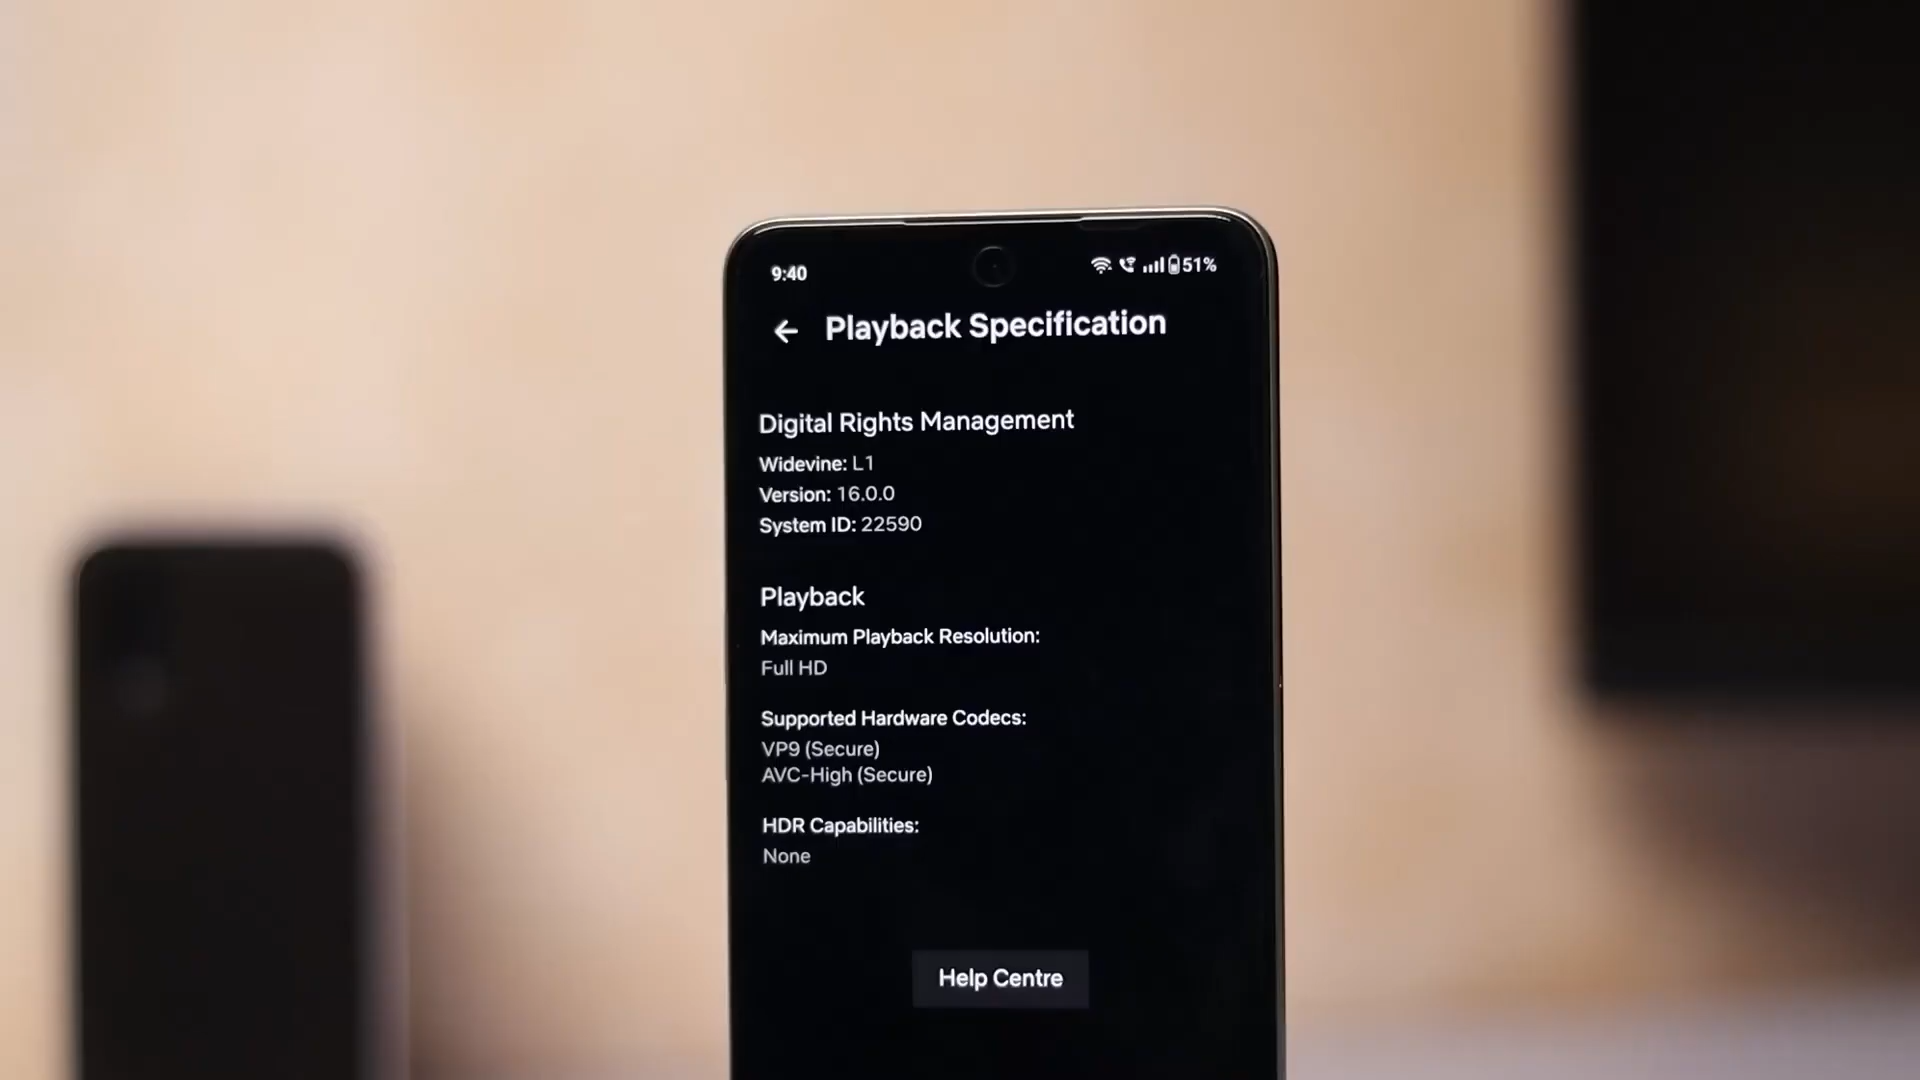 9:40
51%
Playback Specification
Digital Rights Management
Widevine: L1
Version: 16.0.0
System ID: 22590
Playback
Maximum Playback Resolution:
Full HD
Supported Hardware Codecs:
VP9 (Secure)
AVC-High (Secure)
HDR Capabilities:
None
Help Centre